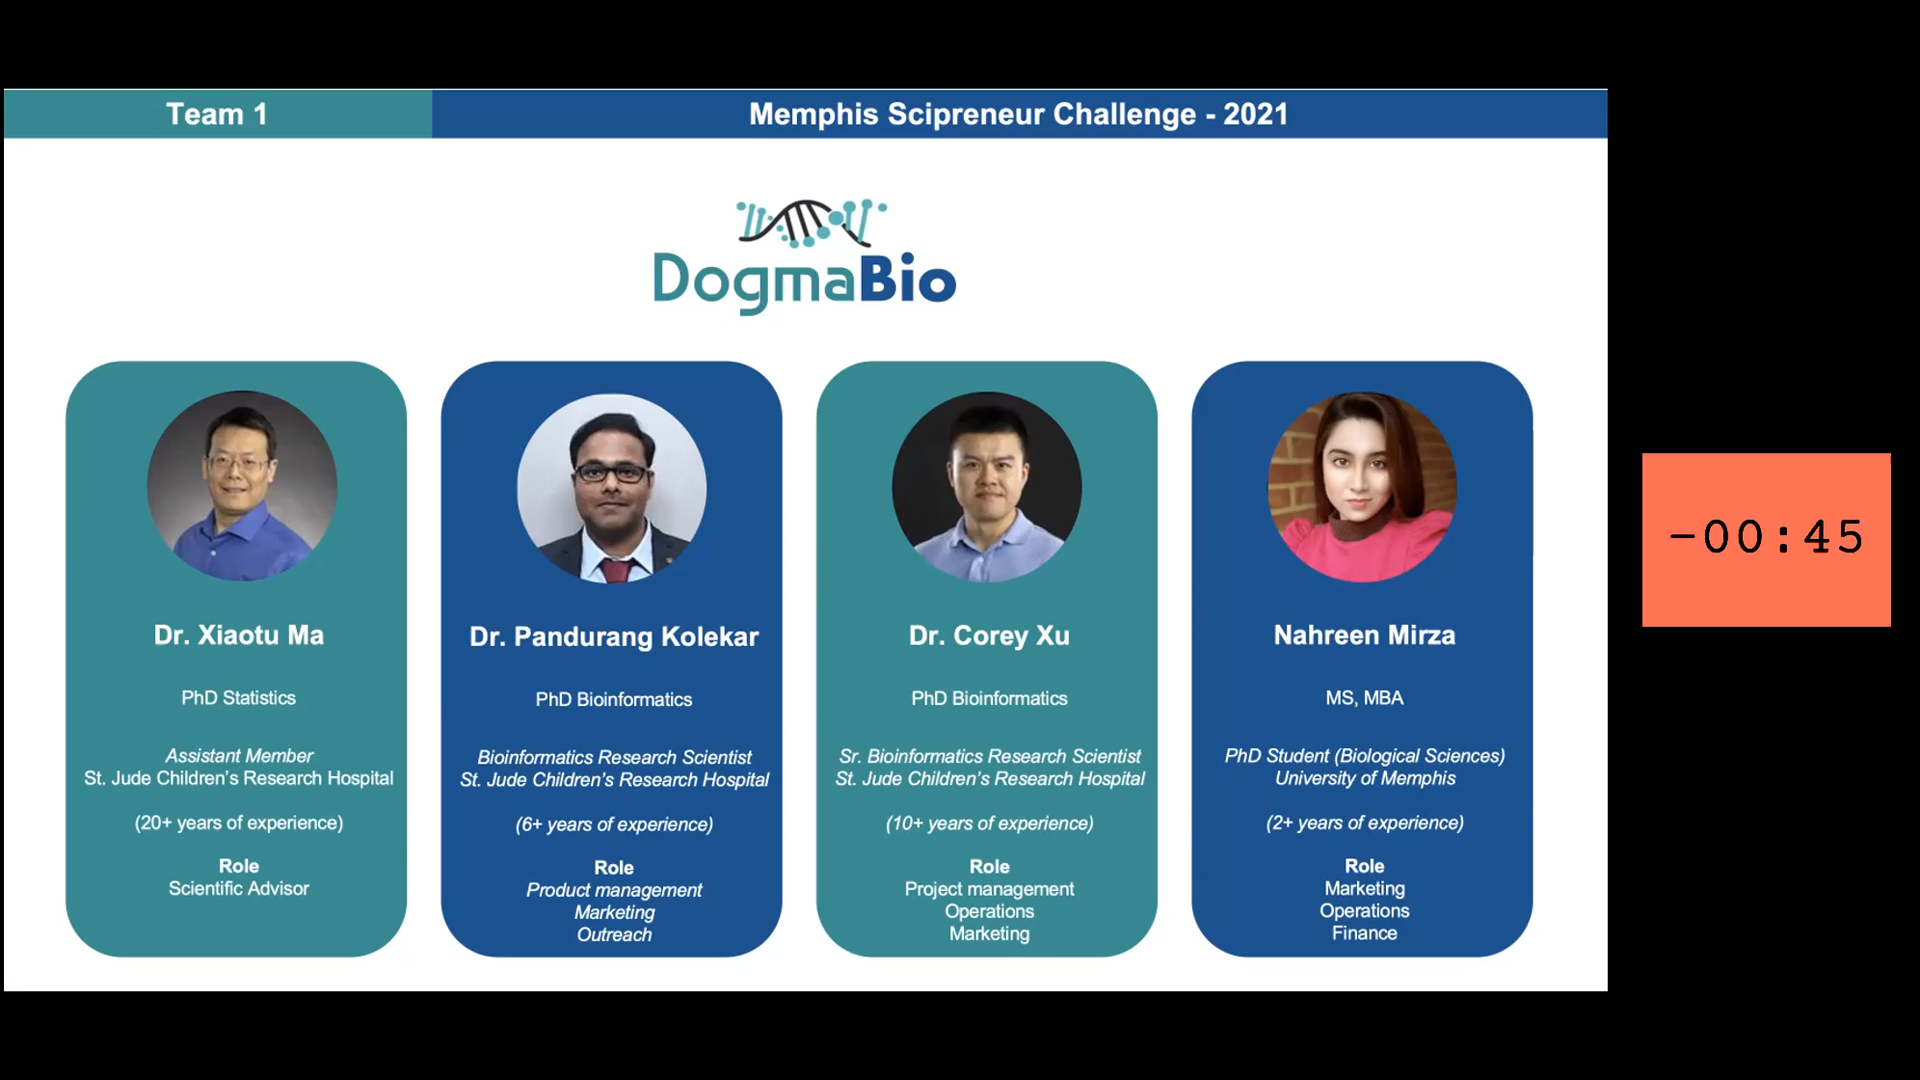 Team 1
Memphis Scipreneur Challenge - 2021
DogmaBio
Dr. Xiaotu Ma
PhD Statistics
Assistant Member
St. Jude Children's Research Hospital
(20+ years of experience)
Role
Scientific Advisor
Dr. Pandurang Kolekar
PhD Bioinformatics
Bioinformatics Research Scientist
St. Jude Children's Research Hospital
(6+ years of experience)
Role
Product management
Marketing
Outreach
Dr. Corey Xu
PhD Bioinformatics
Sr. Bioinformatics Research Scientist
St. Jude Children's Research Hospital
(10+ years of experience)
Role
Project management
Operations
Marketing
Nahreen Mirza
MS, MBA
PhD Student (Biological Sciences)
University of Memphis
(2+ years of experience)
Role
Marketing
Operations
Finance
-00:45